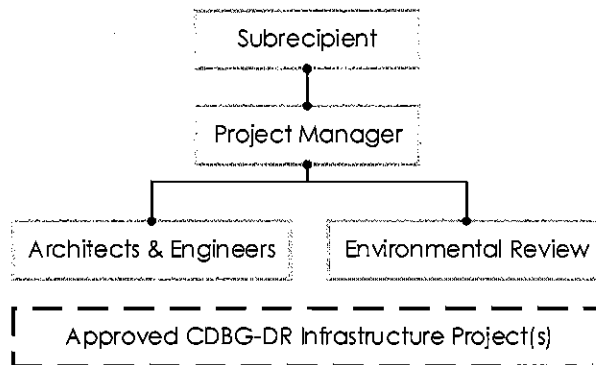 Subrecipient
Project Manager
Architects & Engineers
Environmental Review
Approved CDBG-DR Infrastructure Project(s)